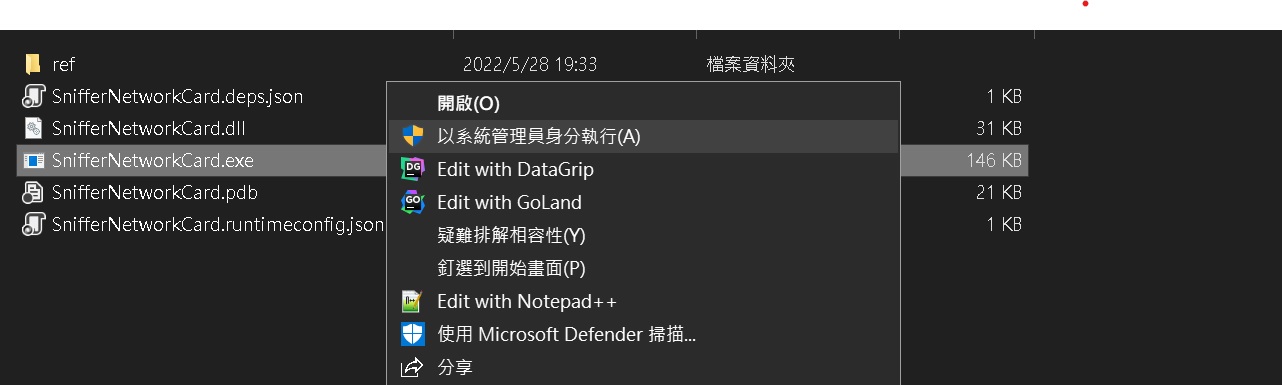 ref 2022/5/28 19:33 檔案資料夾
SnifferNetworkCard.deps.json 1 KB
開啟(O)
SnifferNetworkCard.dll 31 KB
以系統管理員身分執行(A)
SnifferNetworkCard.exe 146 KB
DG Edit with DataGrip
SnifferNetworkCard.pdb 21 KB
GO Edit with GoLand
SnifferNetworkCard.runtimeconfig.json 1 KB
疑難排解相容性(Y)
釘選到開始畫面(P)
Edit with Notepad++
使用 Microsoft Defender 掃描...
分享